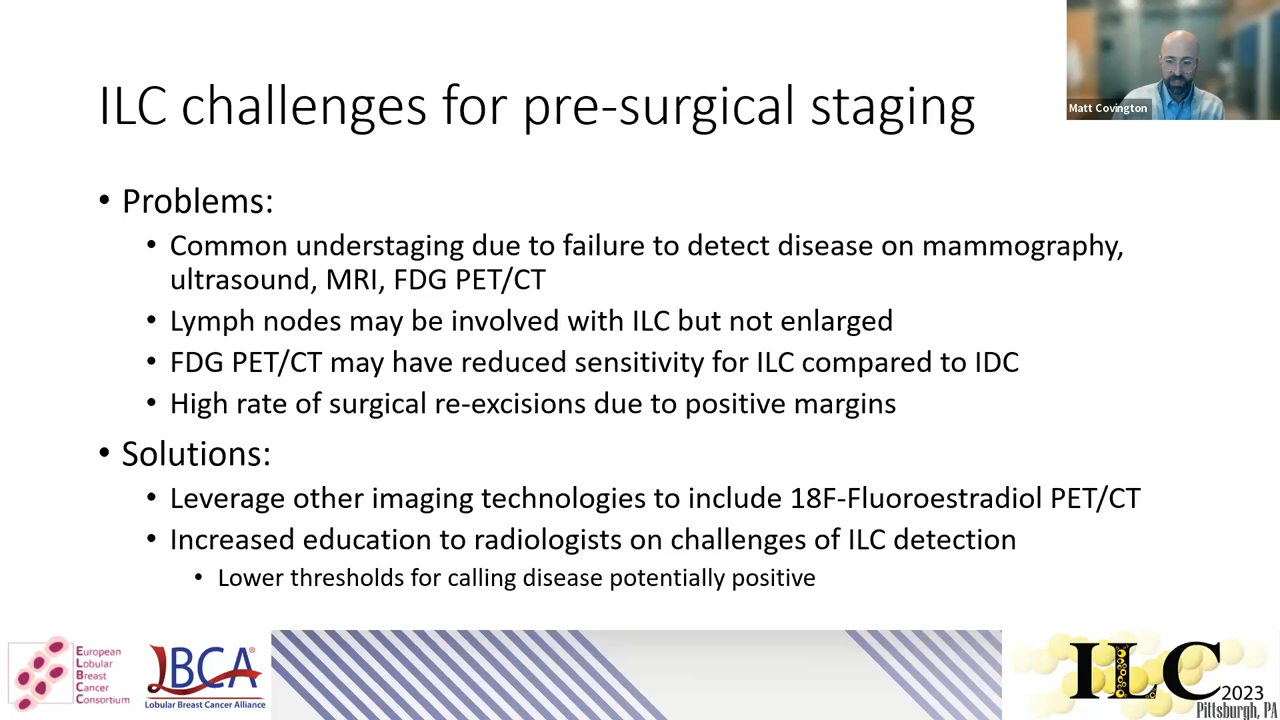 ILC challenges for pre-surgical staging
Matt Covington
• Problems:
• Common understaging due to failure to detect disease on mammography,
ultrasound, MRI, FDG PET/CT
• Lymph nodes may be involved with ILC but not enlarged
• FDG PET/CT may have reduced sensitivity for ILC compared to IDC
• High rate of surgical re-excisions due to positive margins
• Solutions:
• Leverage other imaging technologies to include 18F-Fluoroestradiol PET/CT
• Increased education to radiologists on challenges of ILC detection
• Lower thresholds for calling disease potentially positive
European
Lobular
Breast
Cancer
Consortium
LBCA®
Lobular Breast Cancer Alliance
ILC
2023
Pittsburgh, PA